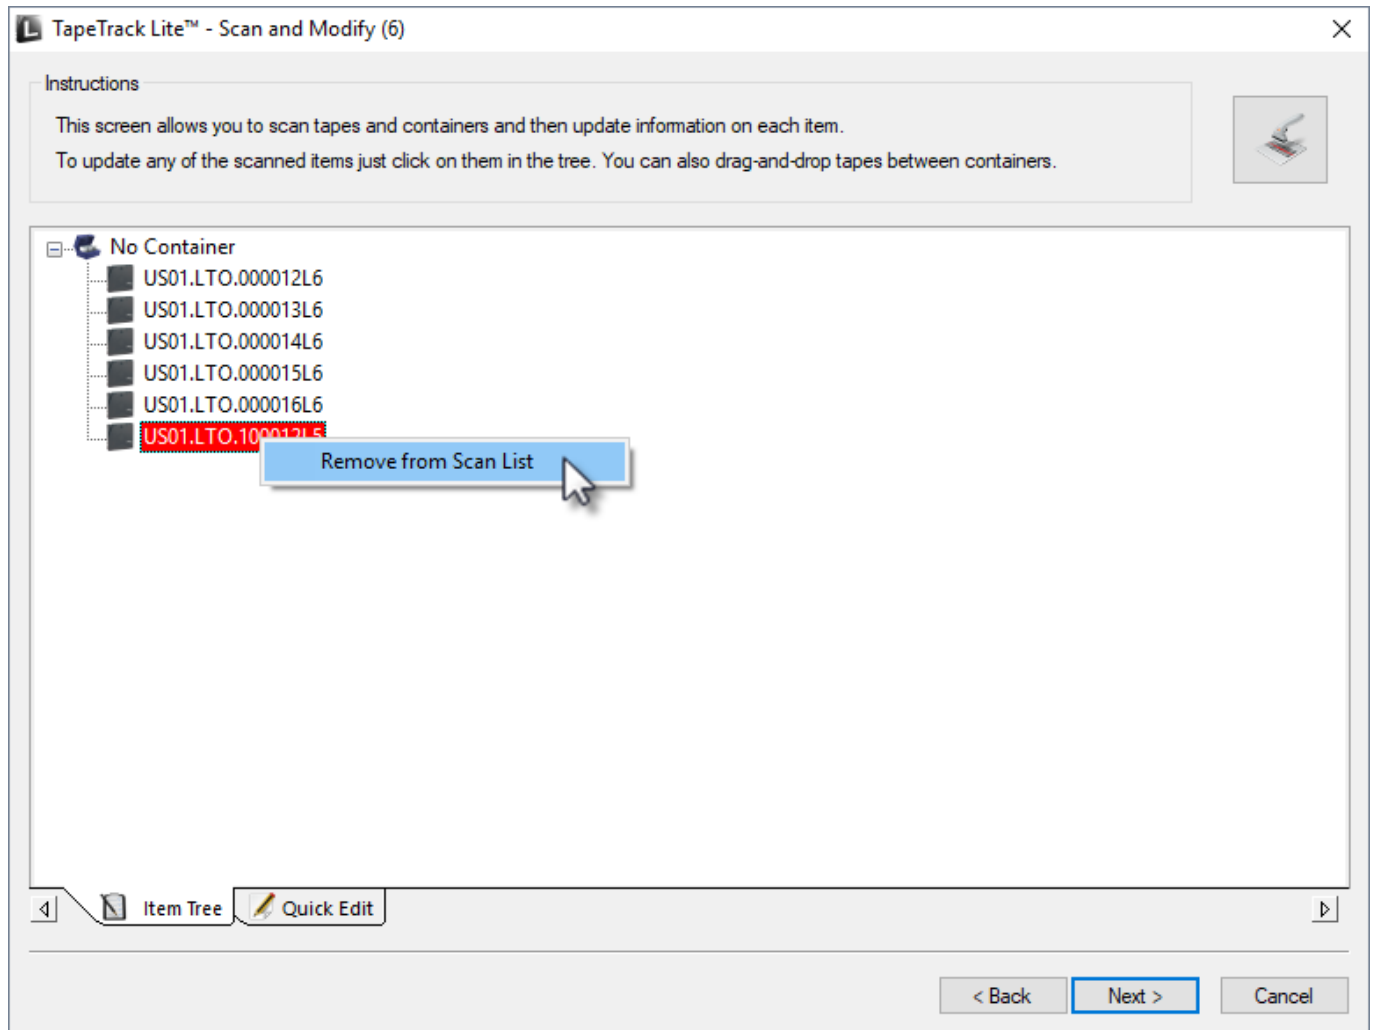 TapeTrack Lite™ - Scan and Modify (6)
Instructions
This screen allows you to scan tapes and containers and then update information on each item.
To update any of the scanned items just click on them in the tree. You can also drag-and-drop tapes between containers.
No Container
US01.LTO.000012L6
US01.LTO.000013L6
US01.LTO.000014L6
US01.LTO.000015L6
US01.LTO.000016L6
US01.LTO.100012L5
Remove from Scan List
Item Tree
Quick Edit
< Back
Next >
Cancel